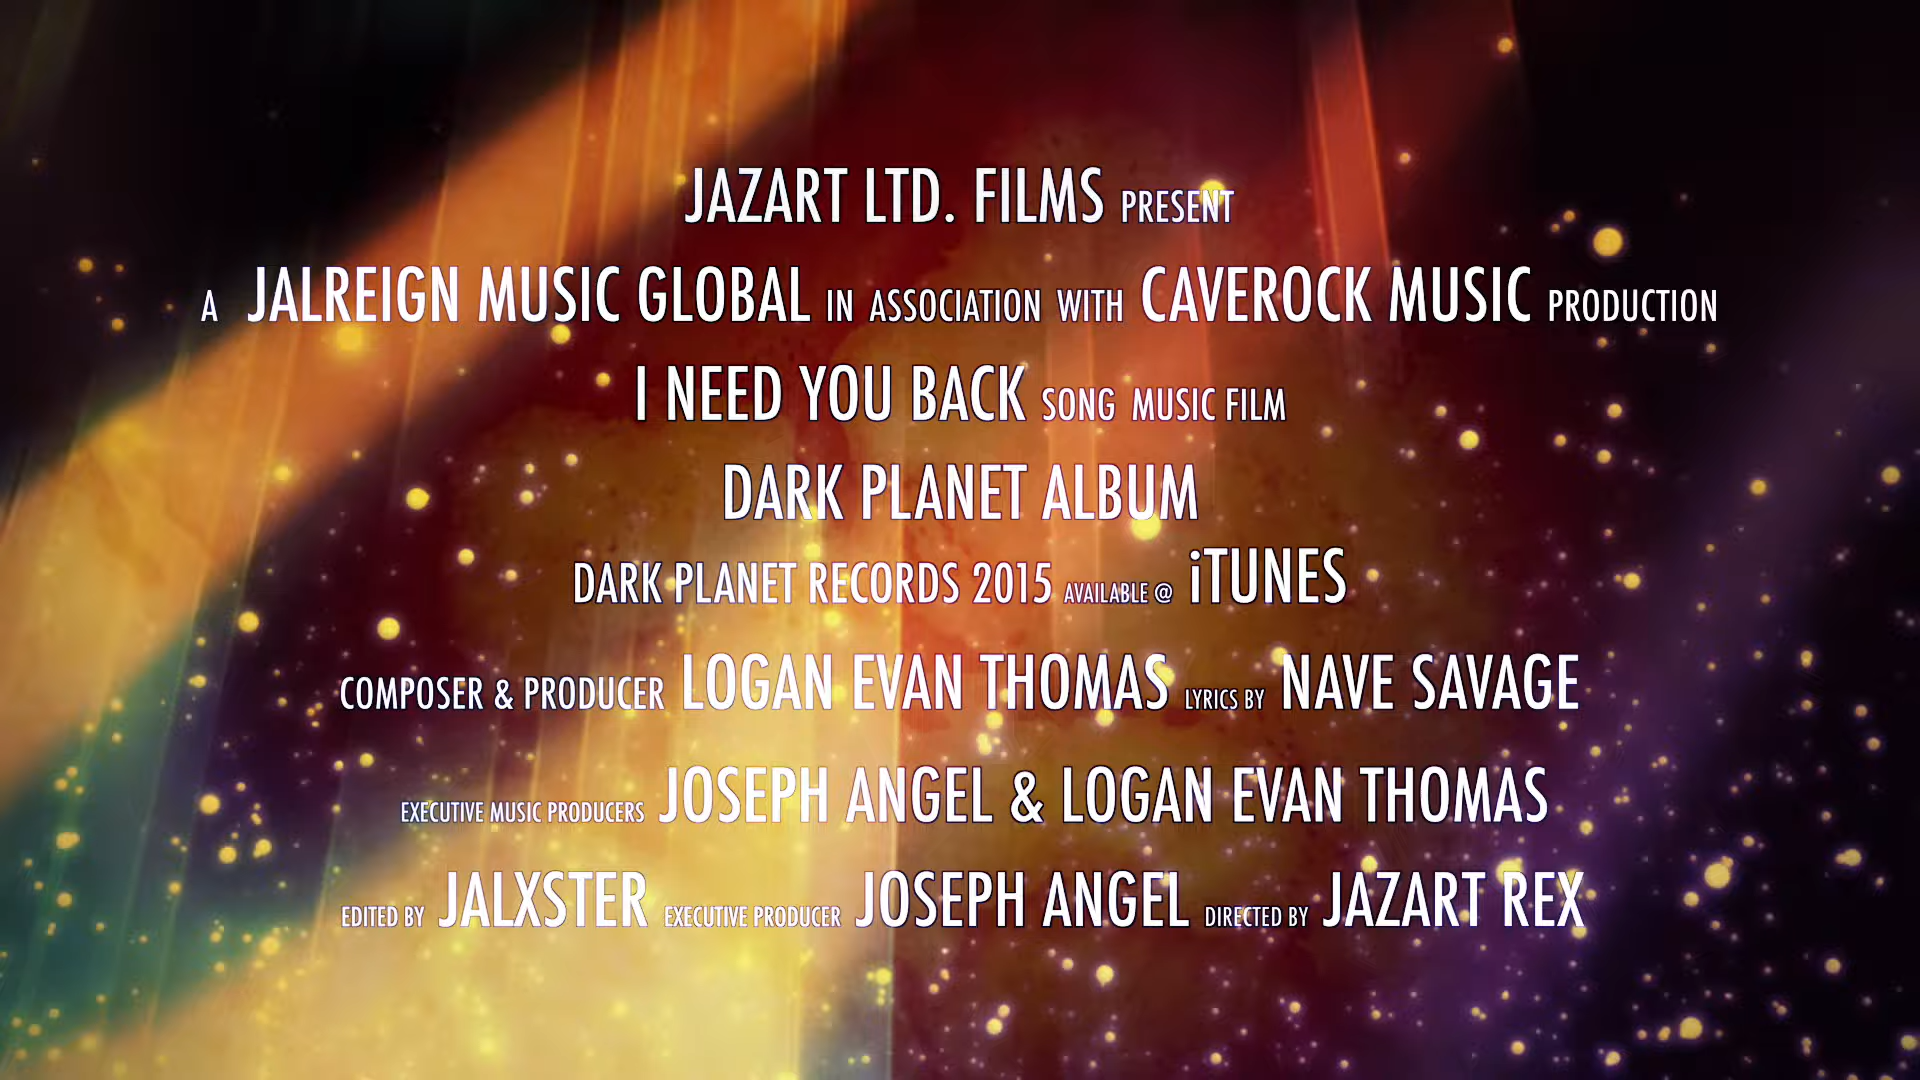 JAZART LTD. FILMS PRESENT
A JALREIGN MUSIC GLOBAL IN ASSOCIATION WITH CAVEROCK MUSIC PRODUCTION
I NEED YOU BACK SONG MUSIC FILM
DARK PLANET ALBUM
DARK PLANET RECORDS 2015 AVAILABLE @ iTUNES
COMPOSER & PRODUCER LOGAN EVAN THOMAS LYRICS BY NAVE SAVAGE
EXECUTIVE MUSIC PRODUCERS JOSEPH ANGEL & LOGAN EVAN THOMAS
EDITED BY JALXSTER EXECUTIVE PRODUCER JOSEPH ANGEL DIRECTED BY JAZART REX